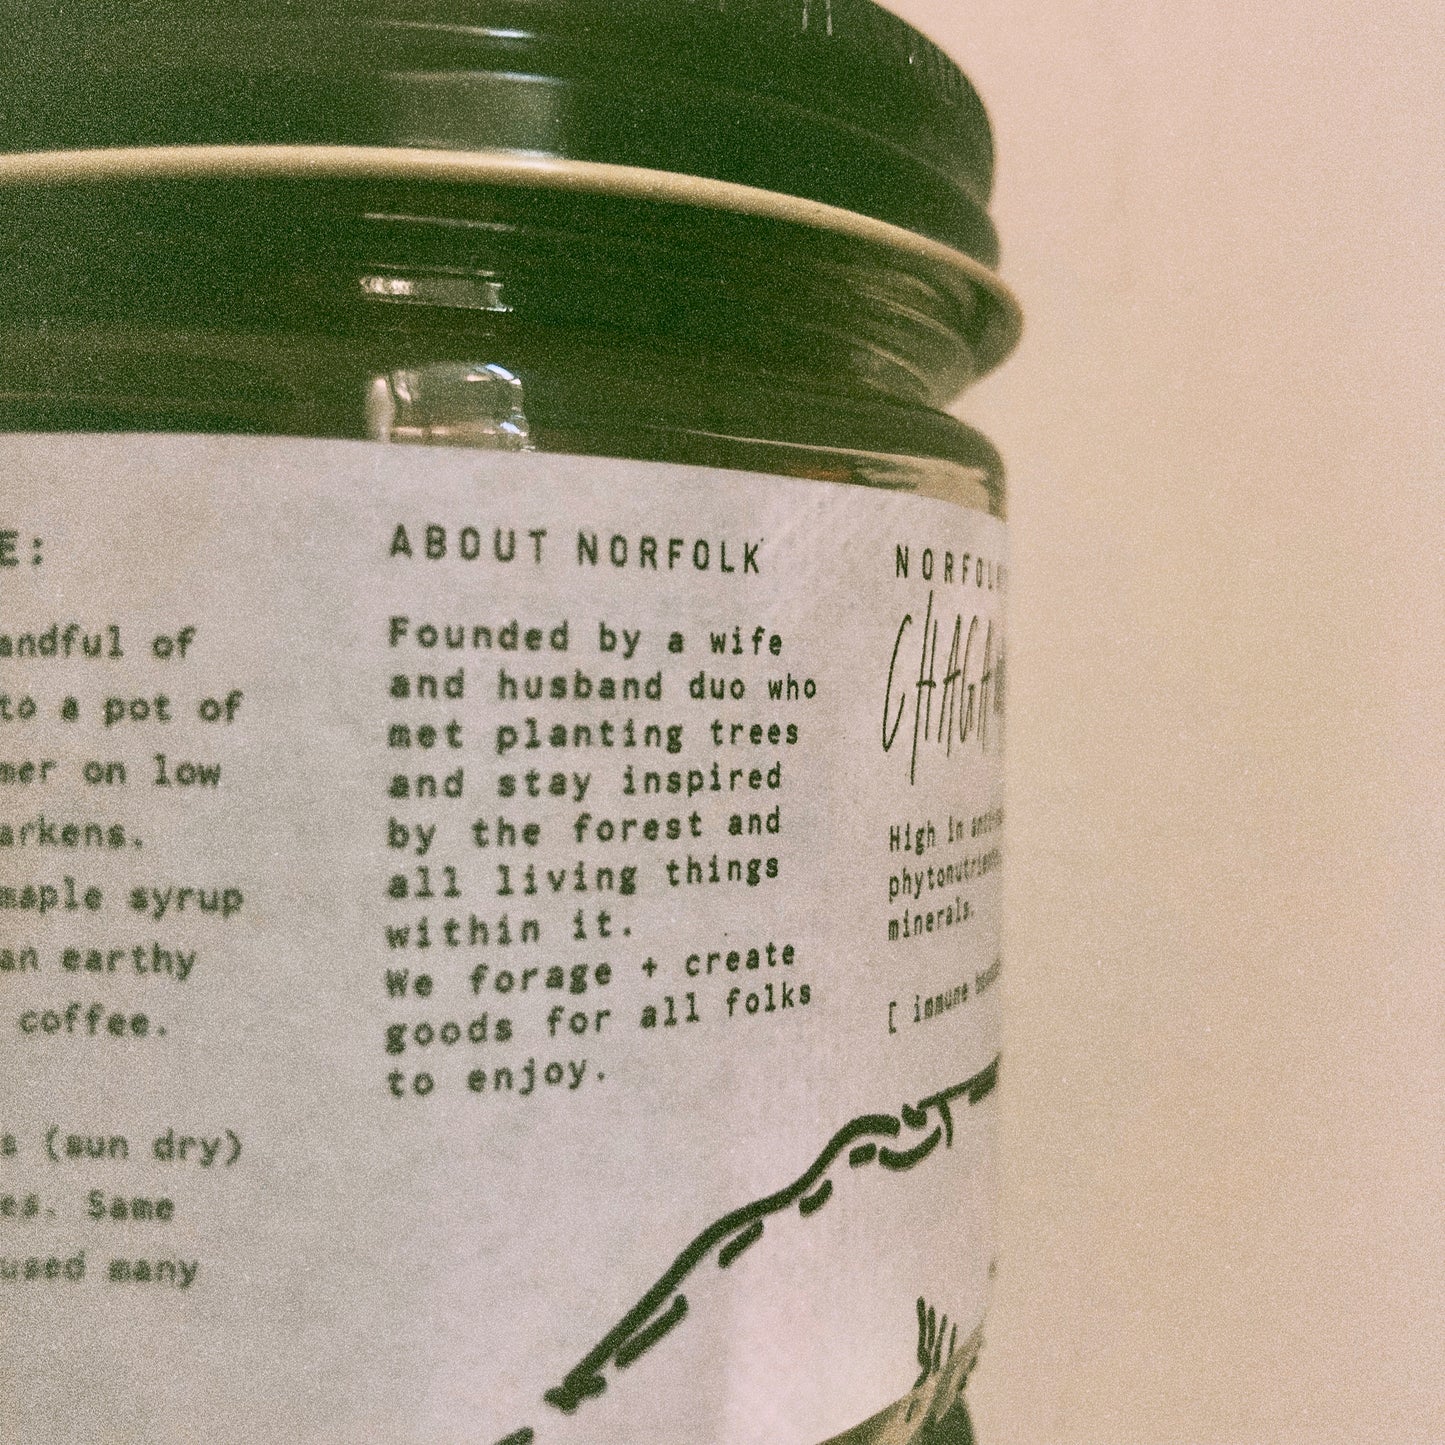 E:
andful of
to a pot of
mer on low
arkens.
maple syrup
an earthy
coffee.
s (sun dry)
es. Same
used many
ABOUT NORFOLK
Founded by a wife
and husband duo who
met planting trees
and stay inspired
by the forest and
all living things
within it.
We forage + create
goods for all folks
to enjoy.
NORFOLK
CHAGA
High in
phytonutrients,
minerals.
[ immune